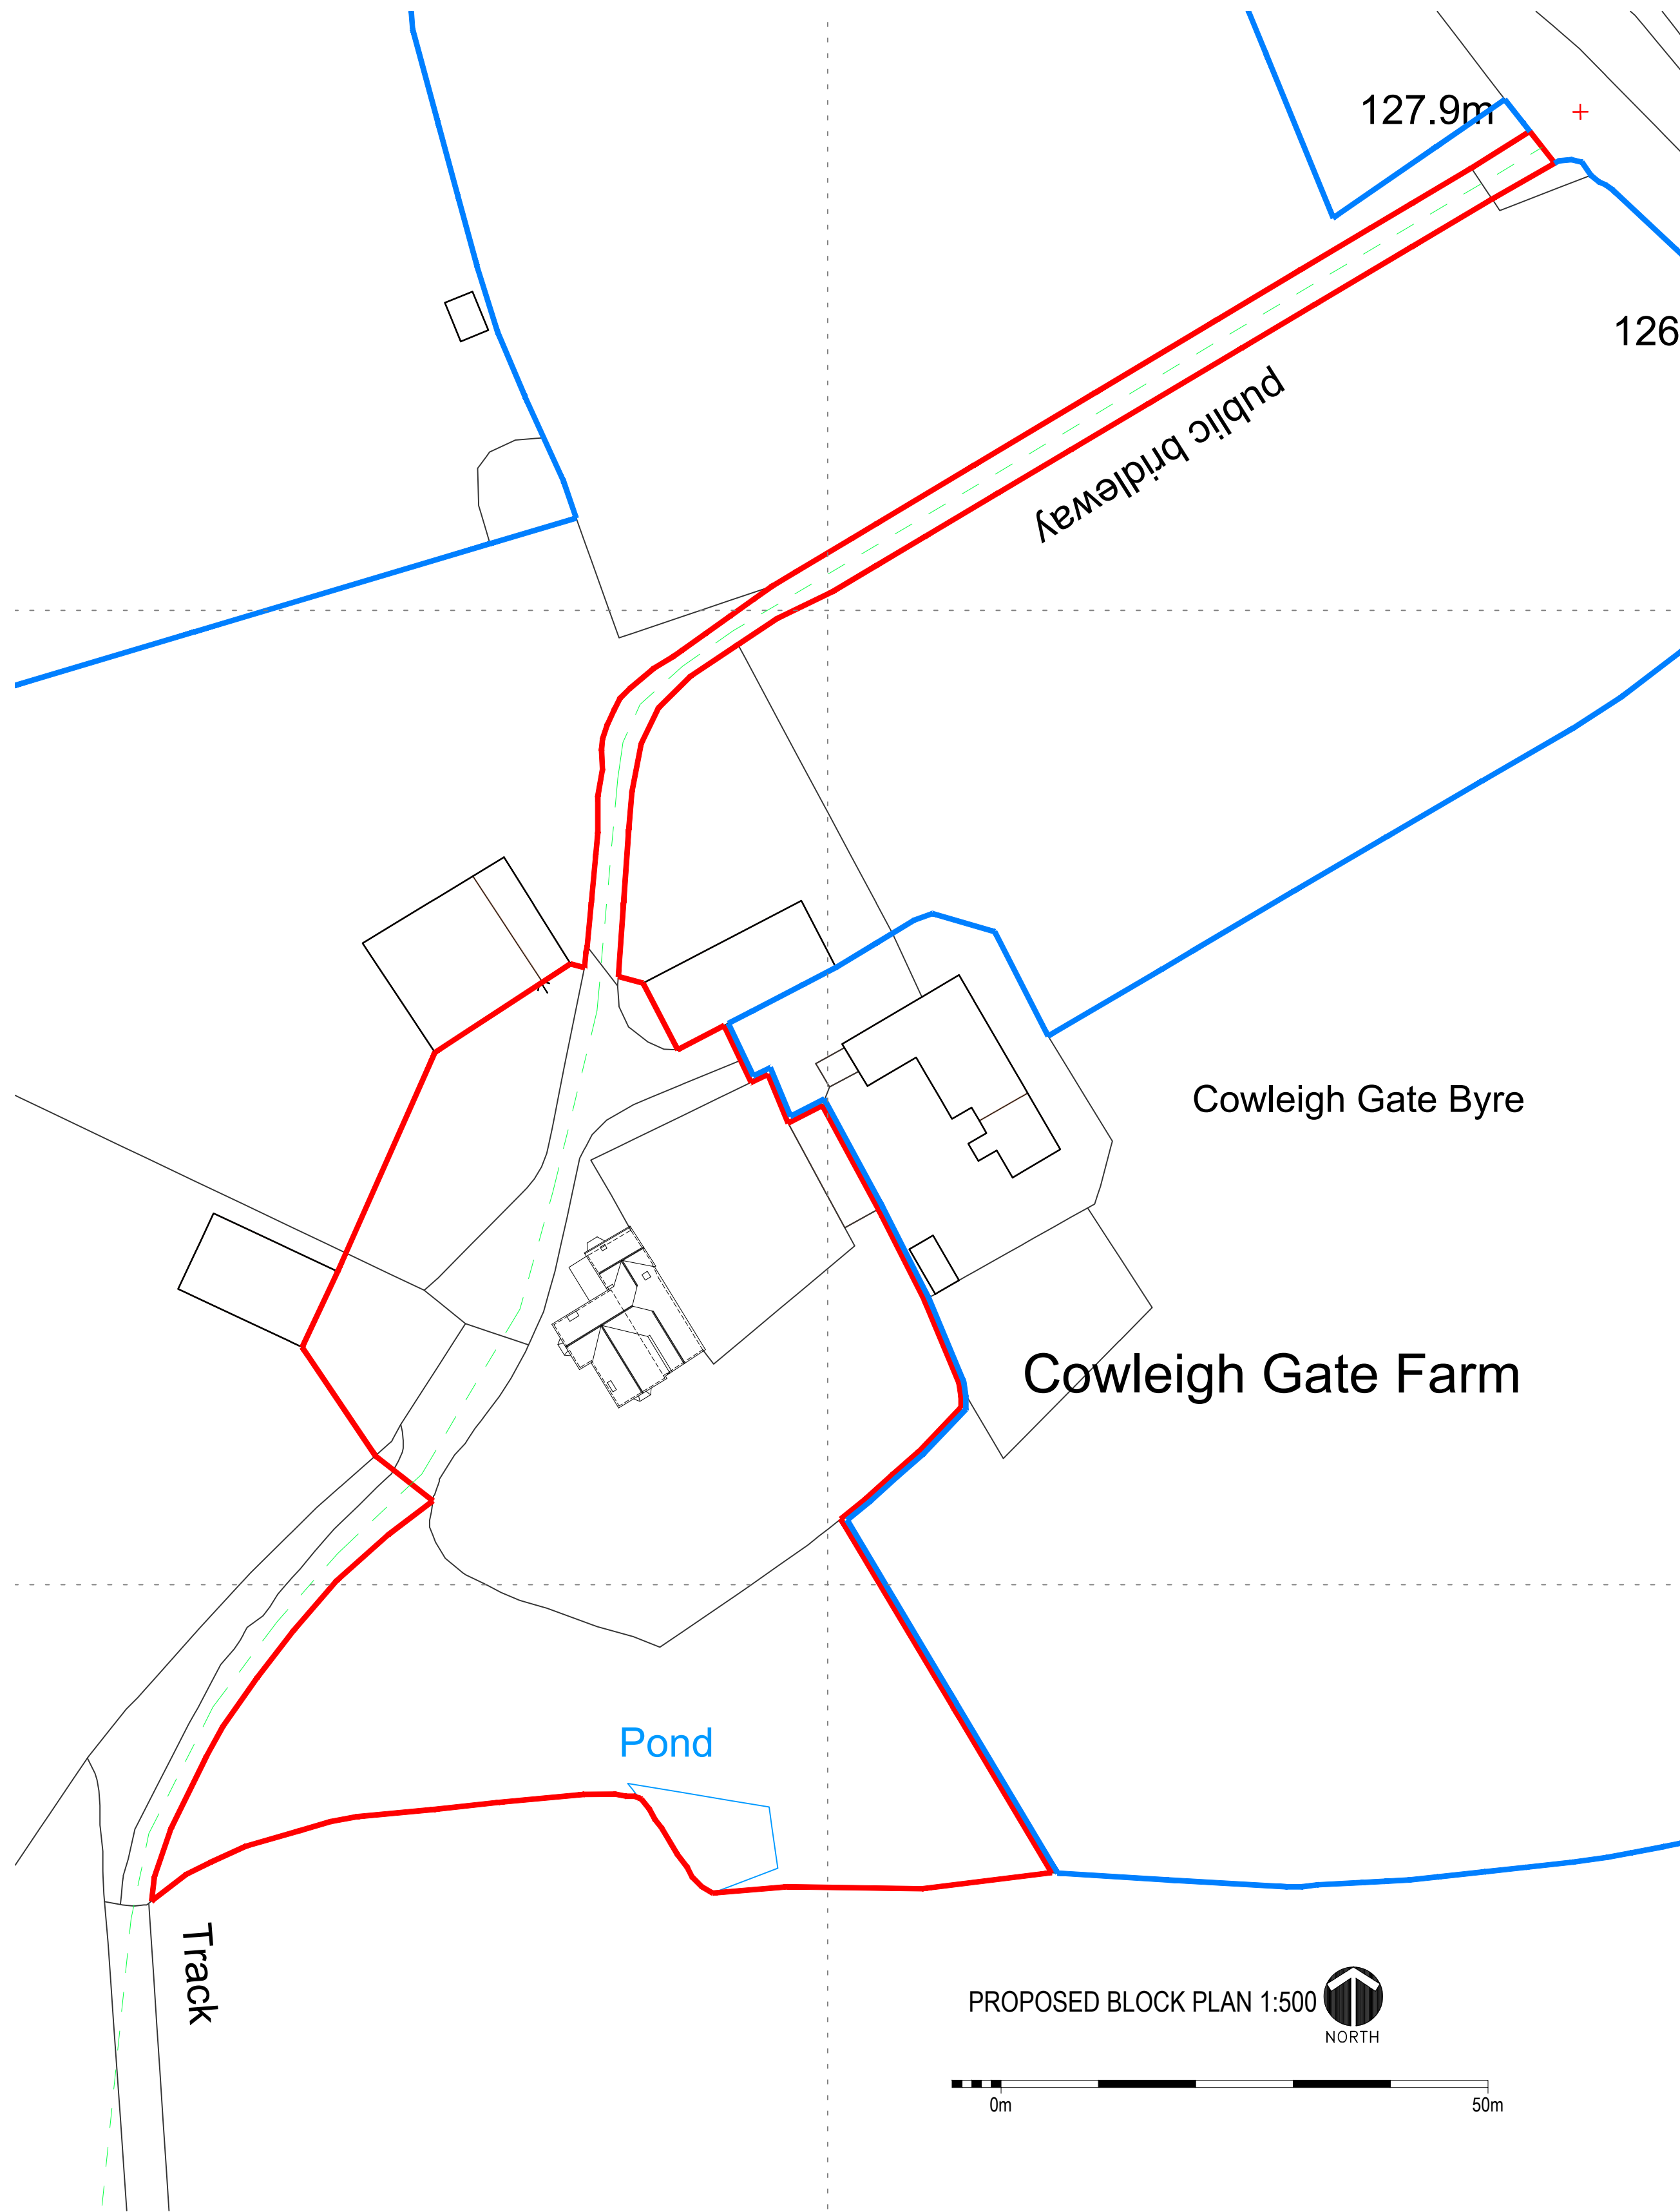 127.9m
126
public bridleway
Cowleigh Gate Byre
Cowleigh Gate Farm
Pond
Track
PROPOSED BLOCK PLAN 1:500
NORTH
0m 50m